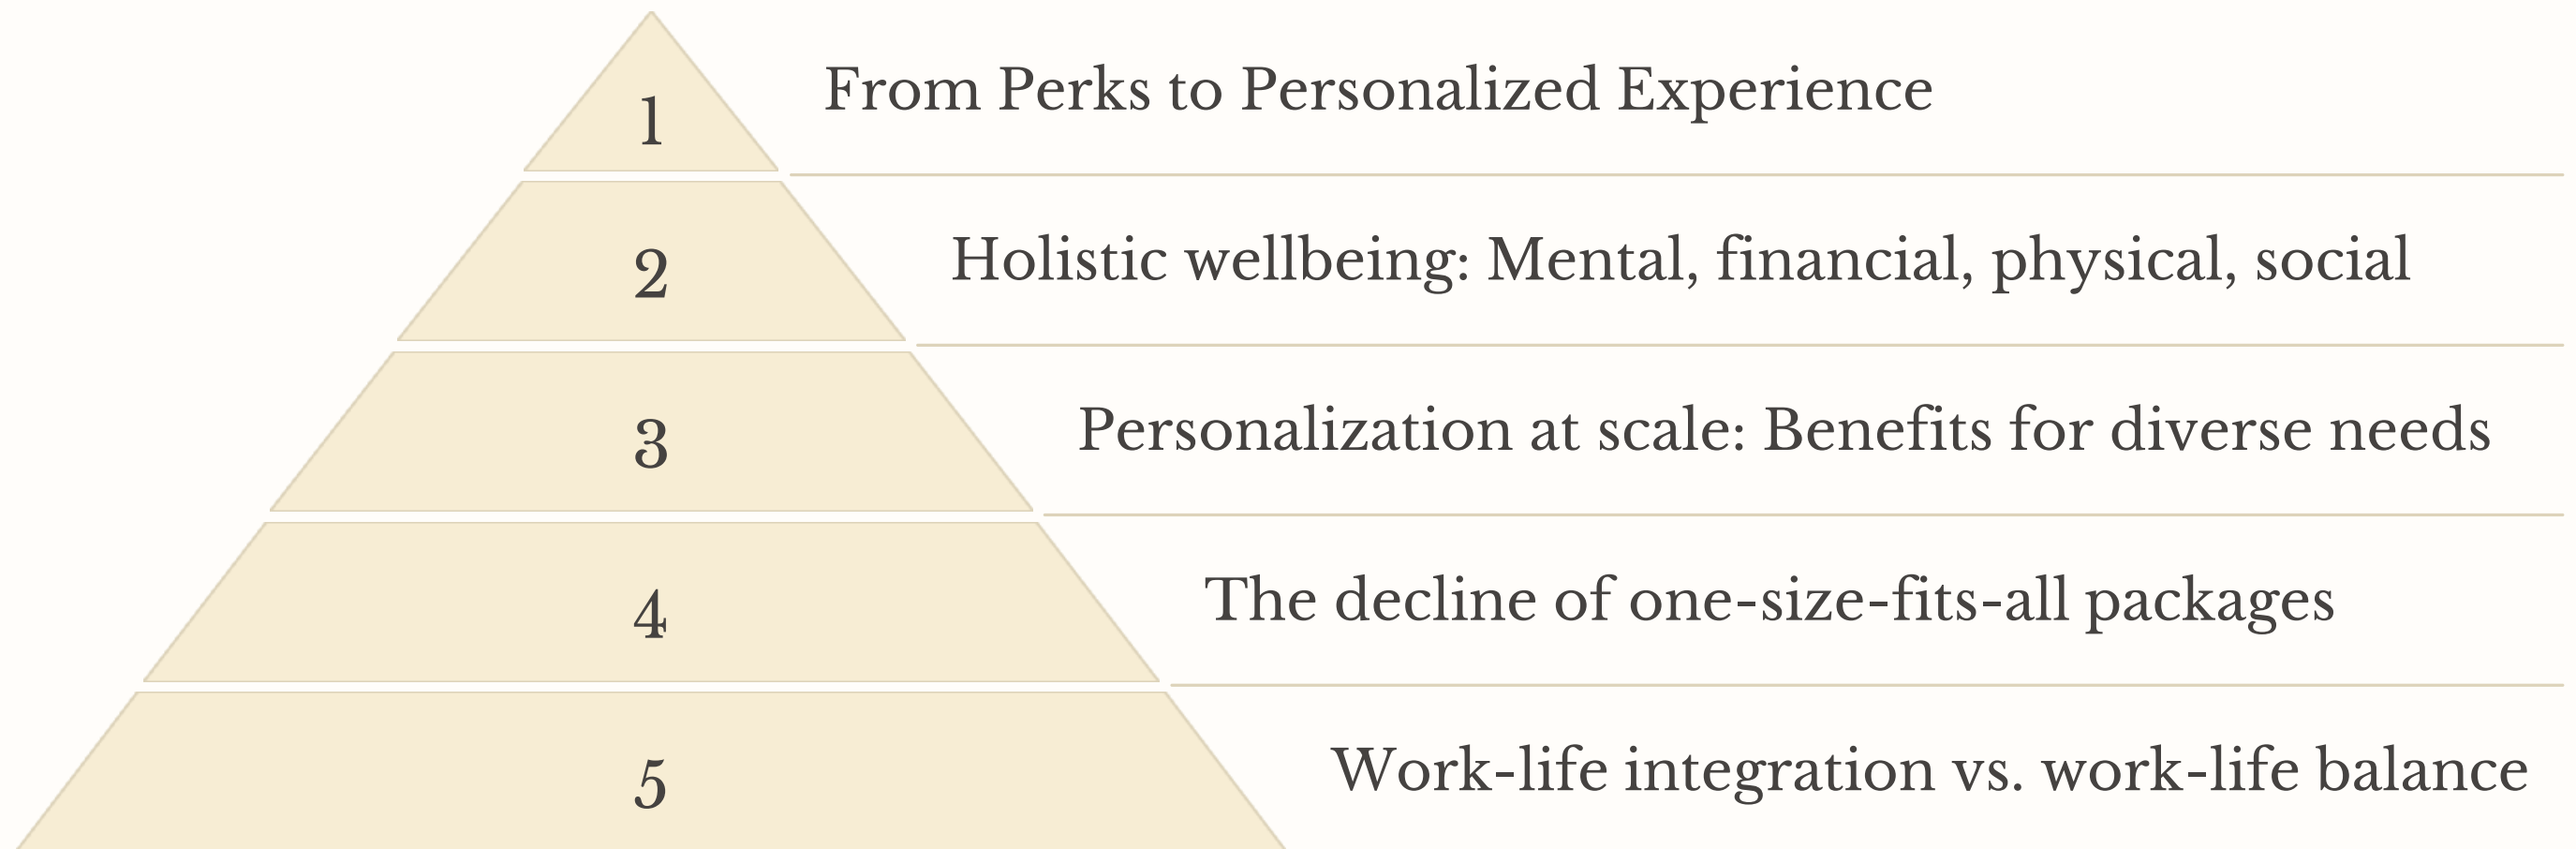 1
From Perks to Personalized Experience
2
Holistic wellbeing: Mental, financial, physical, social
3
Personalization at scale: Benefits for diverse needs
4
The decline of one-size-fits-all packages
5
Work-life integration vs. work-life balance